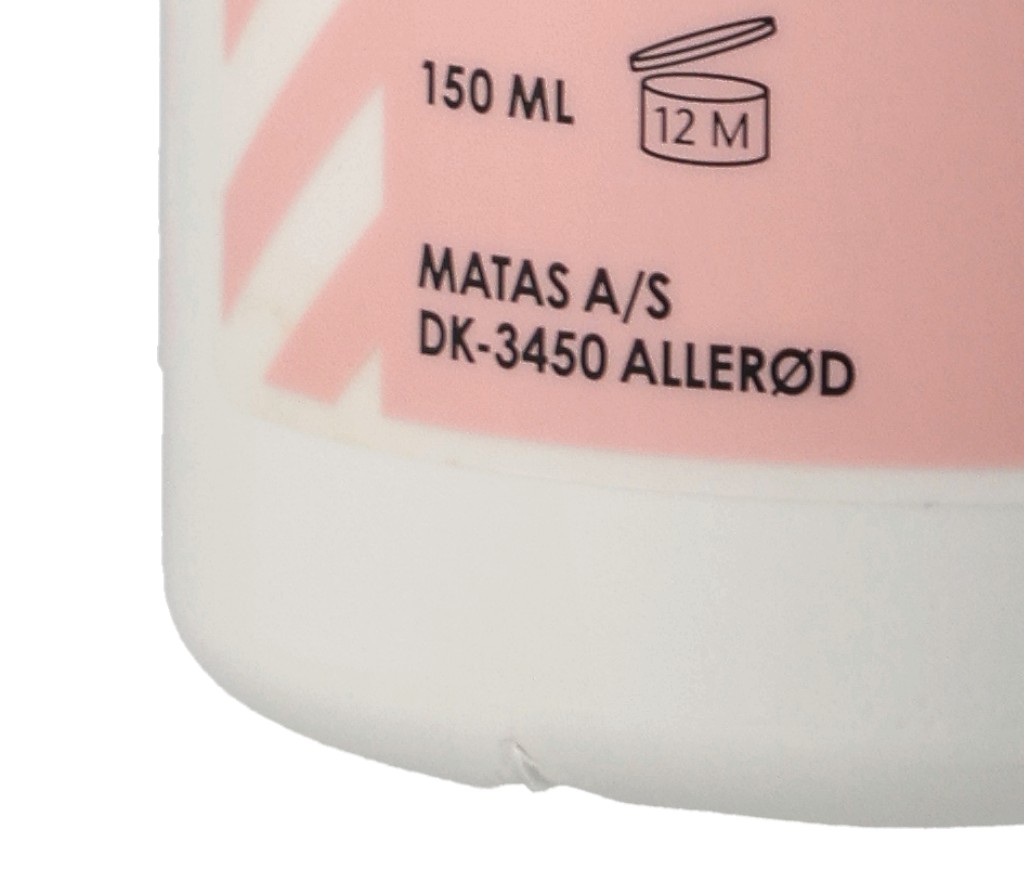 150 ML
12 M
MATAS A/S
DK-3450 ALLERØD